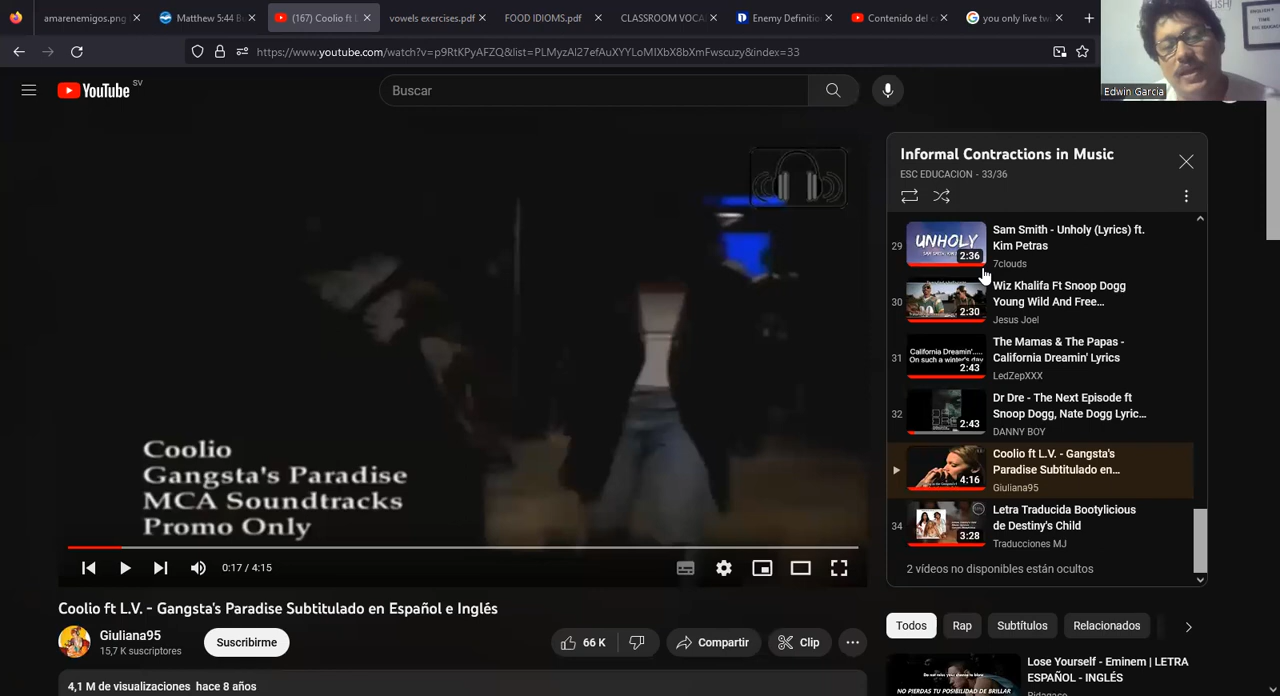 amarenemigos.png
Matthew 5:44 B
(167) Coolio ft L
vowels exercises.pdf
FOOD IDIOMS.pdf
CLASSROOM VOCA
Enemy Definitio
Contenido del c
you only live tw
https://www.youtube.com/watch?v=p9RtKPyAFZQ&list=PLMyzAl27efAuXYYLoMIXbX8bXmFwscuzy&index=33
Edwin Garcia
YouTube SV
Buscar
Informal Contractions in Music
ESC EDUCACION - 33/36
29
UNHOLY
2:36
Sam Smith - Unholy (Lyrics) ft.
Kim Petras
7clouds
30
2:30
Wiz Khalifa Ft Snoop Dogg
Young Wild And Free...
Jesus Joel
31
California Dreamin'.....
On such a winter's day
2:43
The Mamas & The Papas -
California Dreamin' Lyrics
LedZepXXX
32
2:43
Dr Dre - The Next Episode ft
Snoop Dogg, Nate Dogg Lyric...
DANNY BOY
4:16
Coolio ft L.V. - Gangsta's
Paradise Subtitulado en...
Giuliana95
34
3:28
Letra Traducida Bootylicious
de Destiny's Child
Traducciones MJ
2 vídeos no disponibles están ocultos
Coolio
Gangsta's Paradise
MCA Soundtracks
Promo Only
0:17 / 4:15
Coolio ft L.V. - Gangsta's Paradise Subtitulado en Español e Inglés
Giuliana95
15,7 K suscriptores
Suscribirme
66 K
Compartir
Clip
4,1 M de visualizaciones hace 8 años
Todos
Rap
Subtítulos
Relacionados
Lose Yourself - Eminem | LETRA
ESPAÑOL - INGLÉS
NO PIERDAS TU POSIBILIDAD DE BRILLAR